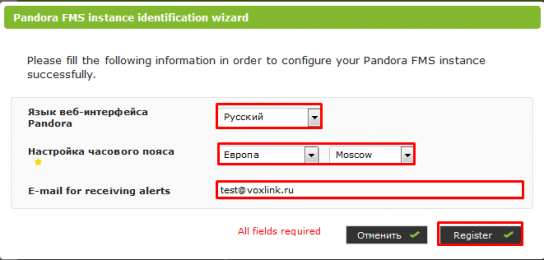 Pandora FMS instance identification wizard
Please fill the following information in order to configure your Pandora FMS instance
successfully.
Язык веб-интерфейса
Pandora
Русский
Настройка часового пояса
Европа
Moscow
E-mail for receiving alerts
test@voxlink.ru
All fields required
Отменить
Register